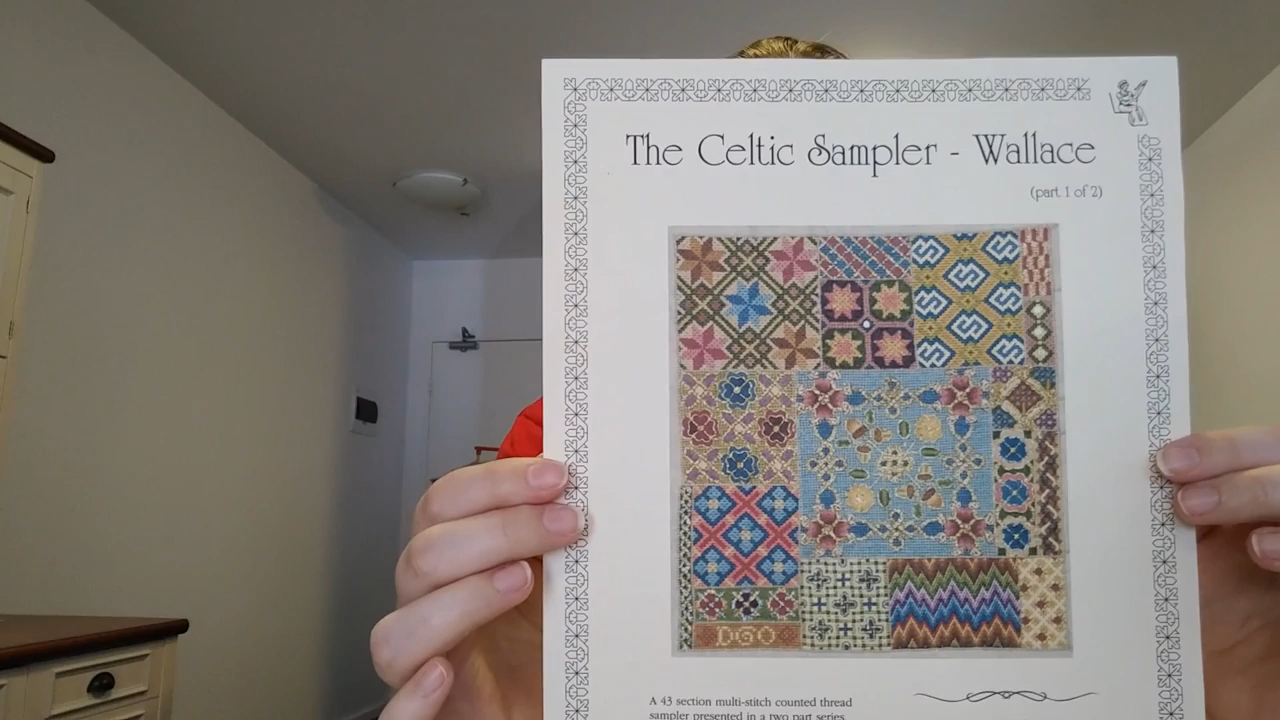 The Celtic Sampler - Wallace
(part 1 of 2)
DGO
A 43 section multi-stitch counted thread
sampler presented in a two part series